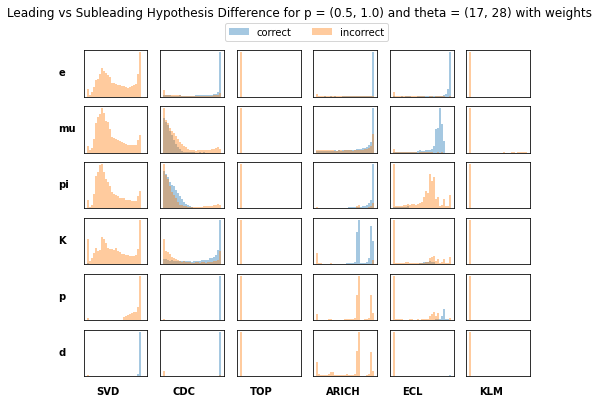 Leading vs Subleading Hypothesis Difference for p = (0.5, 1.0) and theta = (17, 28) with weights
correct incorrect
e
mu
pi
K
p
d
SVD CDC TOP ARICH ECL KLM